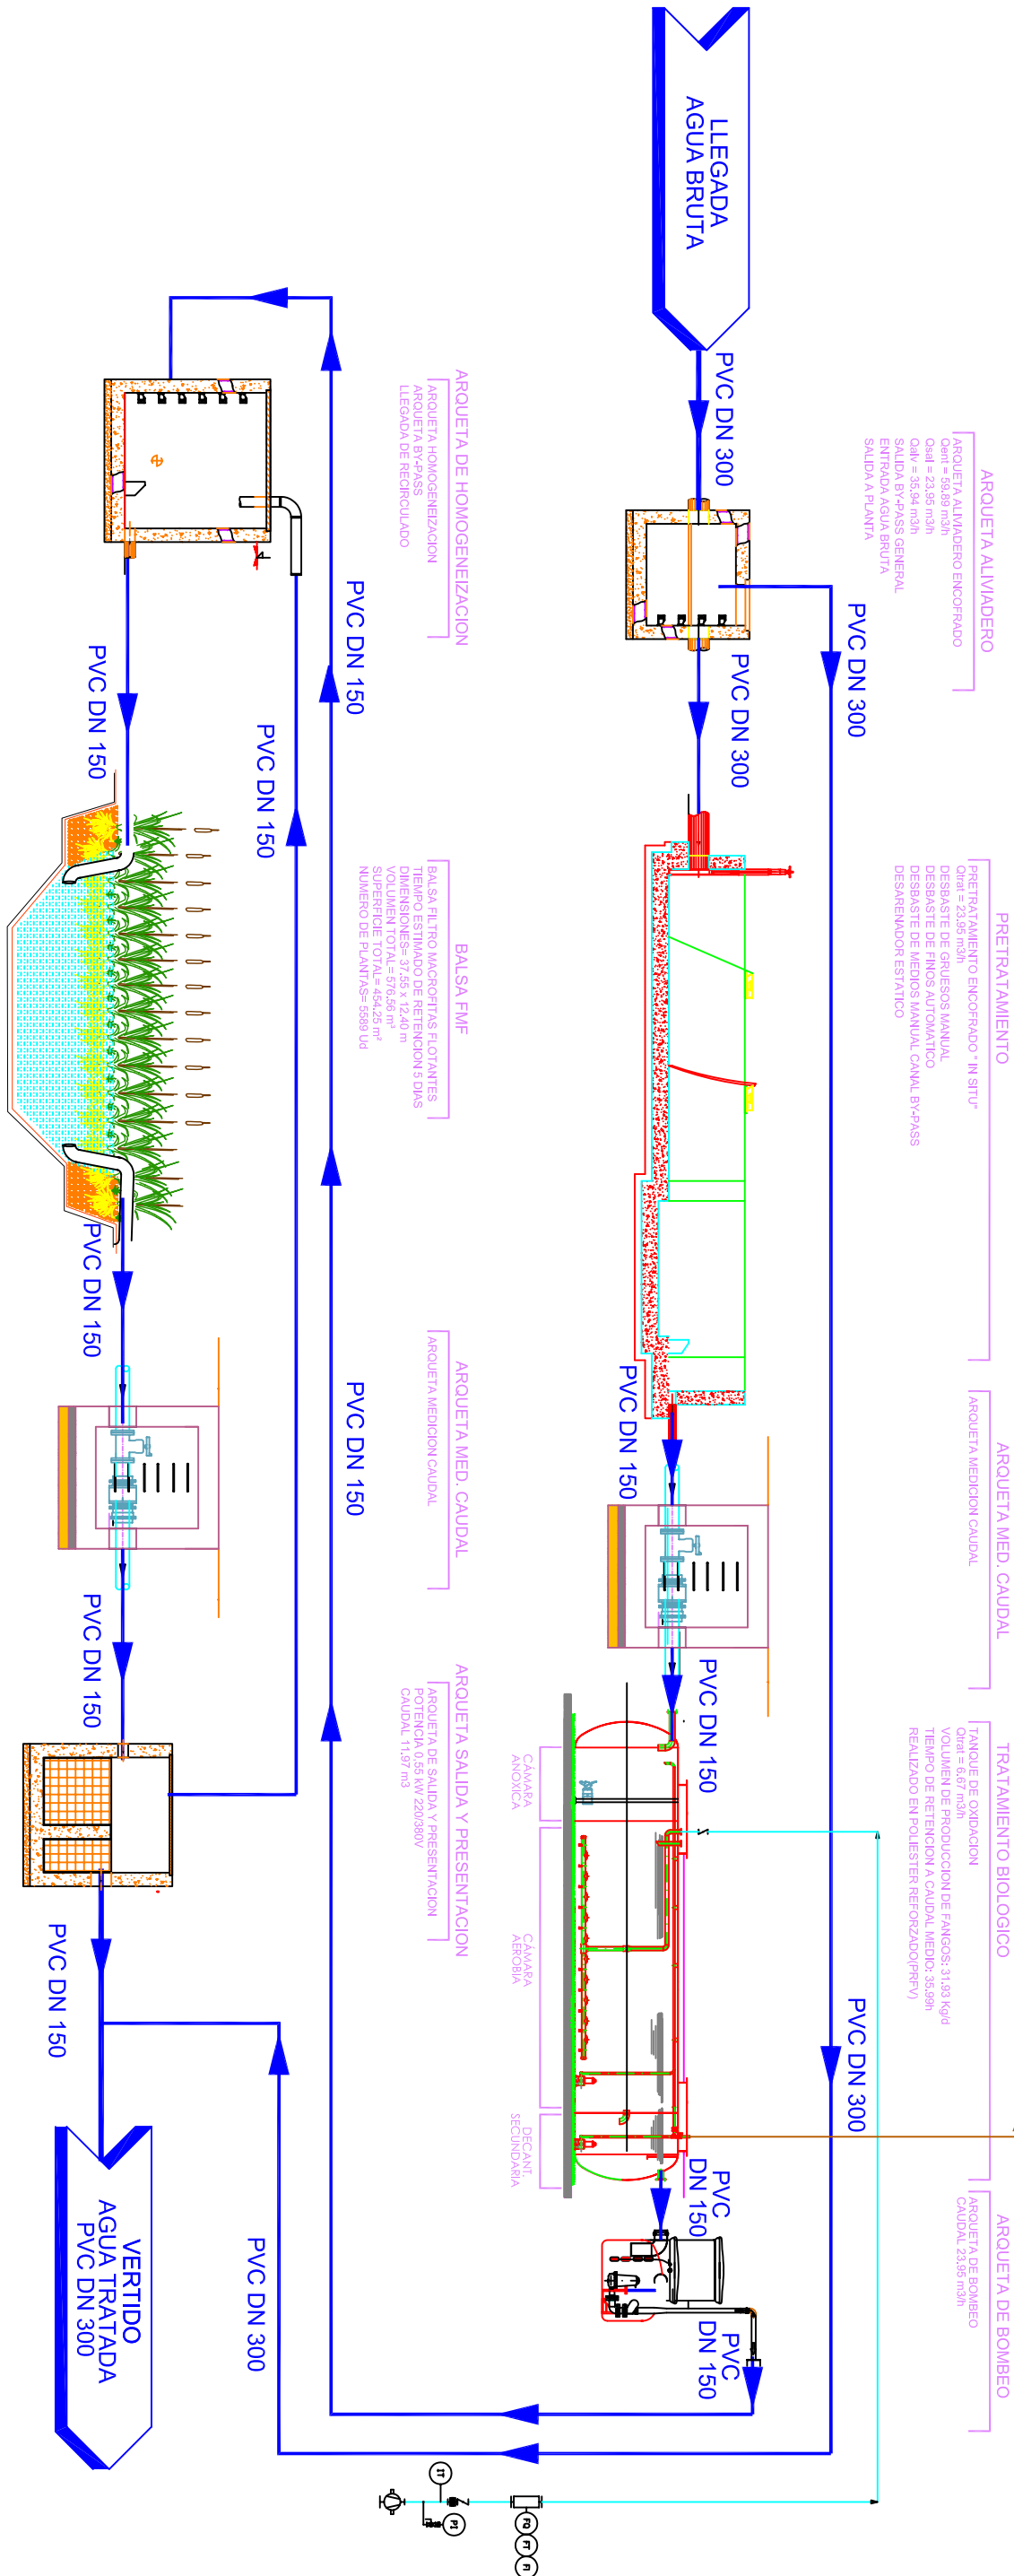 LLEGADA
AGUA BRUTA
PVC DN 300
ARQUETA ALIVIADERO
ARQUETA ALIVIADERO ENCOFRADO
Qent = 59.89 m3/h
Qsal = 23.95 m3/h
Qaliv = 35.94 m3/h
SALIDA BY-PASS GENERAL
ENTRADA AGUA BRUTA
SALIDA A PLANTA
PVC DN 300
PVC DN 300
PRETRATAMIENTO
PRETRATAMIENTO ENCOFRADO "IN SITU"
Qtrat = 23.95 m3/h
DESBASTE DE GRUESOS MANUAL
DESBASTE DE FINOS AUTOMATICO
DESBASTE DE MEDIOS MANUAL CANAL BY-PASS
DESARENADOR ESTATICO
PVC DN 150
ARQUETA MED. CAUDAL
ARQUETA MEDICION CAUDAL
PVC DN 150
TRATAMIENTO BIOLOGICO
TANQUE DE OXIDACION
Qtrat = 6.67 m3/h
VOLUMEN DE PRODUCCION DE FANGOS: 31.93 Kg/d
TIEMPO DE RETENCION A CAUDAL MEDIO: 35.99h
REALIZADO EN POLIESTER REFORZADO(PRFV)
CÁMARA
ANOXICA
CÁMARA
AEROBIA
DECANT.
SECUNDARIA
PVC DN 300
PVC
DN 150
ARQUETA DE BOMBEO
ARQUETA DE BOMBEO
CAUDAL 23.95 m3/h
PVC
DN 150
ARQUETA DE HOMOGENEIZACION
ARQUETA HOMOGENEIZACION
ARQUETA BY-PASS
LLEGADA DE RECIRCULADO
PVC DN 150
PVC DN 150
PVC DN 150
BALSA FMF
BALSA FILTRO MACROFITAS FLOTANTES
TIEMPO ESTIMADO DE RETENCION 5 DIAS
DIMENSIONES= 37.55 x 12.40 m
VOLUMEN TOTAL= 576.56 m³
SUPERFICIE TOTAL= 454.25 m²
NUMERO DE PLANTAS= 5589 Ud
PVC DN 150
PVC DN 150
ARQUETA MED. CAUDAL
ARQUETA MEDICION CAUDAL
PVC DN 150
ARQUETA SALIDA Y PRESENTACION
ARQUETA DE SALIDA Y PRESENTACION
POTENCIA 0.55 kW 220/380V
CAUDAL 11.97 m3
PVC DN 150
PVC DN 300
VERTIDO
AGUA TRATADA
PVC DN 300
PI
FQ
FT
FI